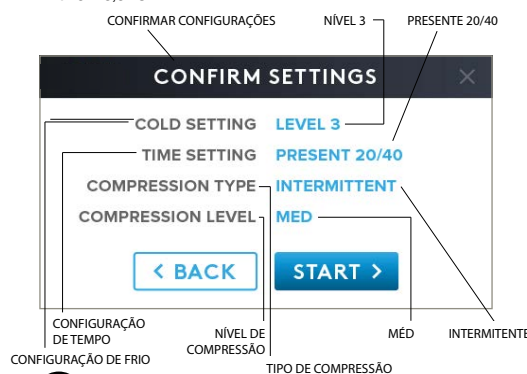 CONFIRMAR CONFIGURAÇÕES NÍVEL 3 PRESENTE 20/40
CONFIRM SETTINGS
COLD SETTING LEVEL 3
TIME SETTING PRESENT 20/40
COMPRESSION TYPE INTERMITTENT
COMPRESSION LEVEL MED
< BACK START >
CONFIGURAÇÃO
DE TEMPO
NÍVEL DE
COMPRESSÃO
MÉD
INTERMITENTE
CONFIGURAÇÃO DE FRIO
TIPO DE COMPRESSÃO